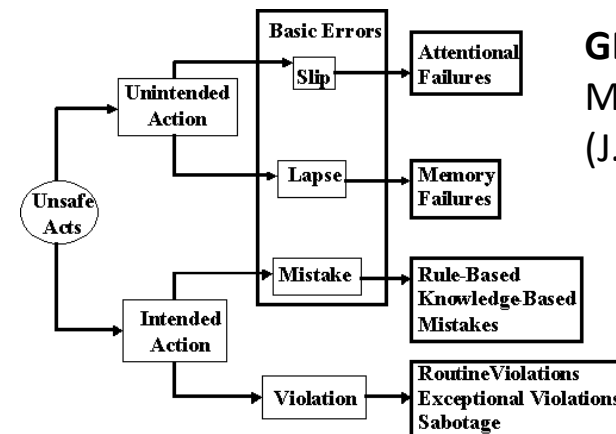 Basic Errors
Unsafe
Acts
Unintended
Action
Intended
Action
Slip
Lapse
Mistake
Violation
Attentional
Failures
Memory
Failures
Rule-Based
Knowledge-Based
Mistakes
RoutineViolations
Exceptional Violations
Sabotage
(J.